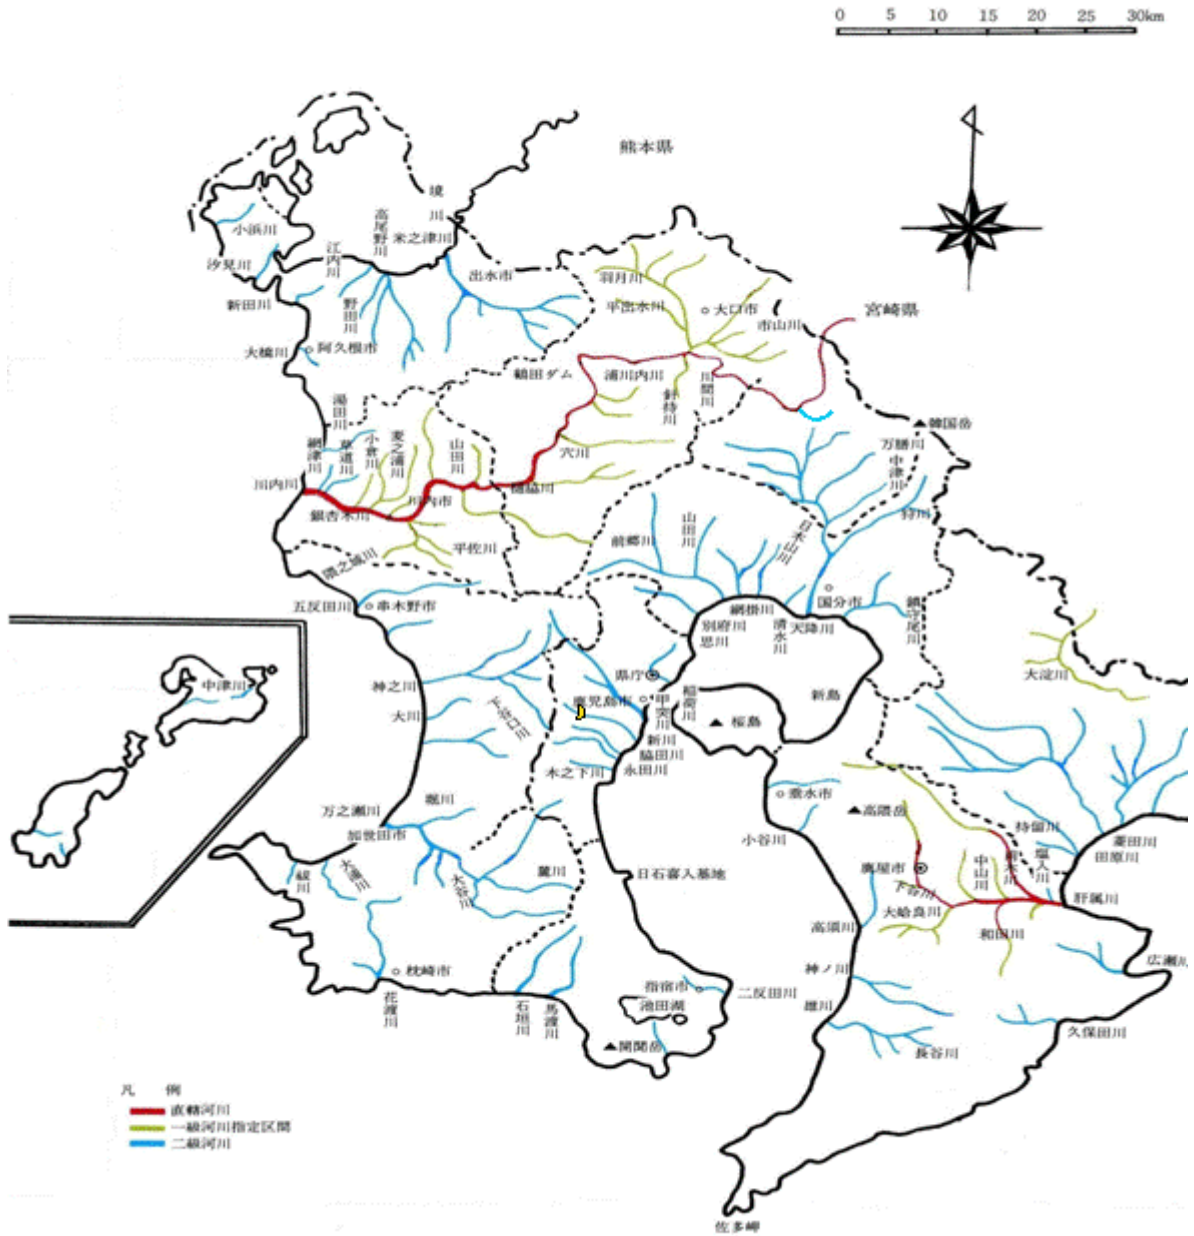 0 5 10 15 20 25 30km
熊本県
境川
高尾野川
米之津川
小浜川
江内川
汐見川
出水市
羽月川
新田川
野田川
平出水川
大口市
市山川
宮崎県
大橋川
阿久根市
鶴田ダム
浦川内川
川間川
針持川
湯田川
韓国岳
網津川
草道川
小倉川
麦之浦川
山田川
穴川
万膳川
中津川
川内川
川内市
樋脇川
銀杏木川
狩川
平佐川
前郷川
山田川
日木山川
隈之城川
五反田川
串木野市
網掛川
国分市
別府川
清水川
天降川
思川
鎮守尾川
県庁
大淀川
中津川
神之川
鹿児島市
甲突川
稲荷川
新島
大川
桜島
新川
脇田川
木之下川
永田川
垂水市
万之瀬川
堀川
高隈岳
加世田市
小谷川
持留川
菱田川
田原川
塩入川
中山川
大谷川
麓川
日石喜入基地
鹿屋市
下谷川
肝属川
大姶良川
高須川
和田川
枕崎市
神ノ川
広瀬川
指宿市
二反田川
池田湖
花渡川
石垣川
馬渡川
雄川
久保田川
開聞岳
長谷川
凡 例
直轄河川
一級河川指定区間
二級河川
佐多岬